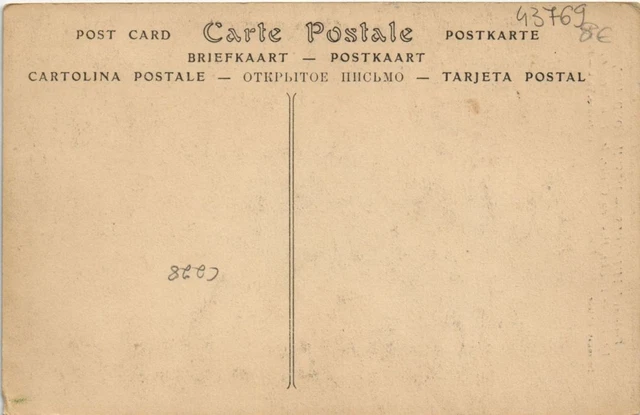 43769
8€
POST CARD Carte Postale POSTKARTE
BRIEFKAART — POSTKAART
CARTOLINA POSTALE — ОТКРЫТОЕ ПИСЬМО — TARJETA POSTAL